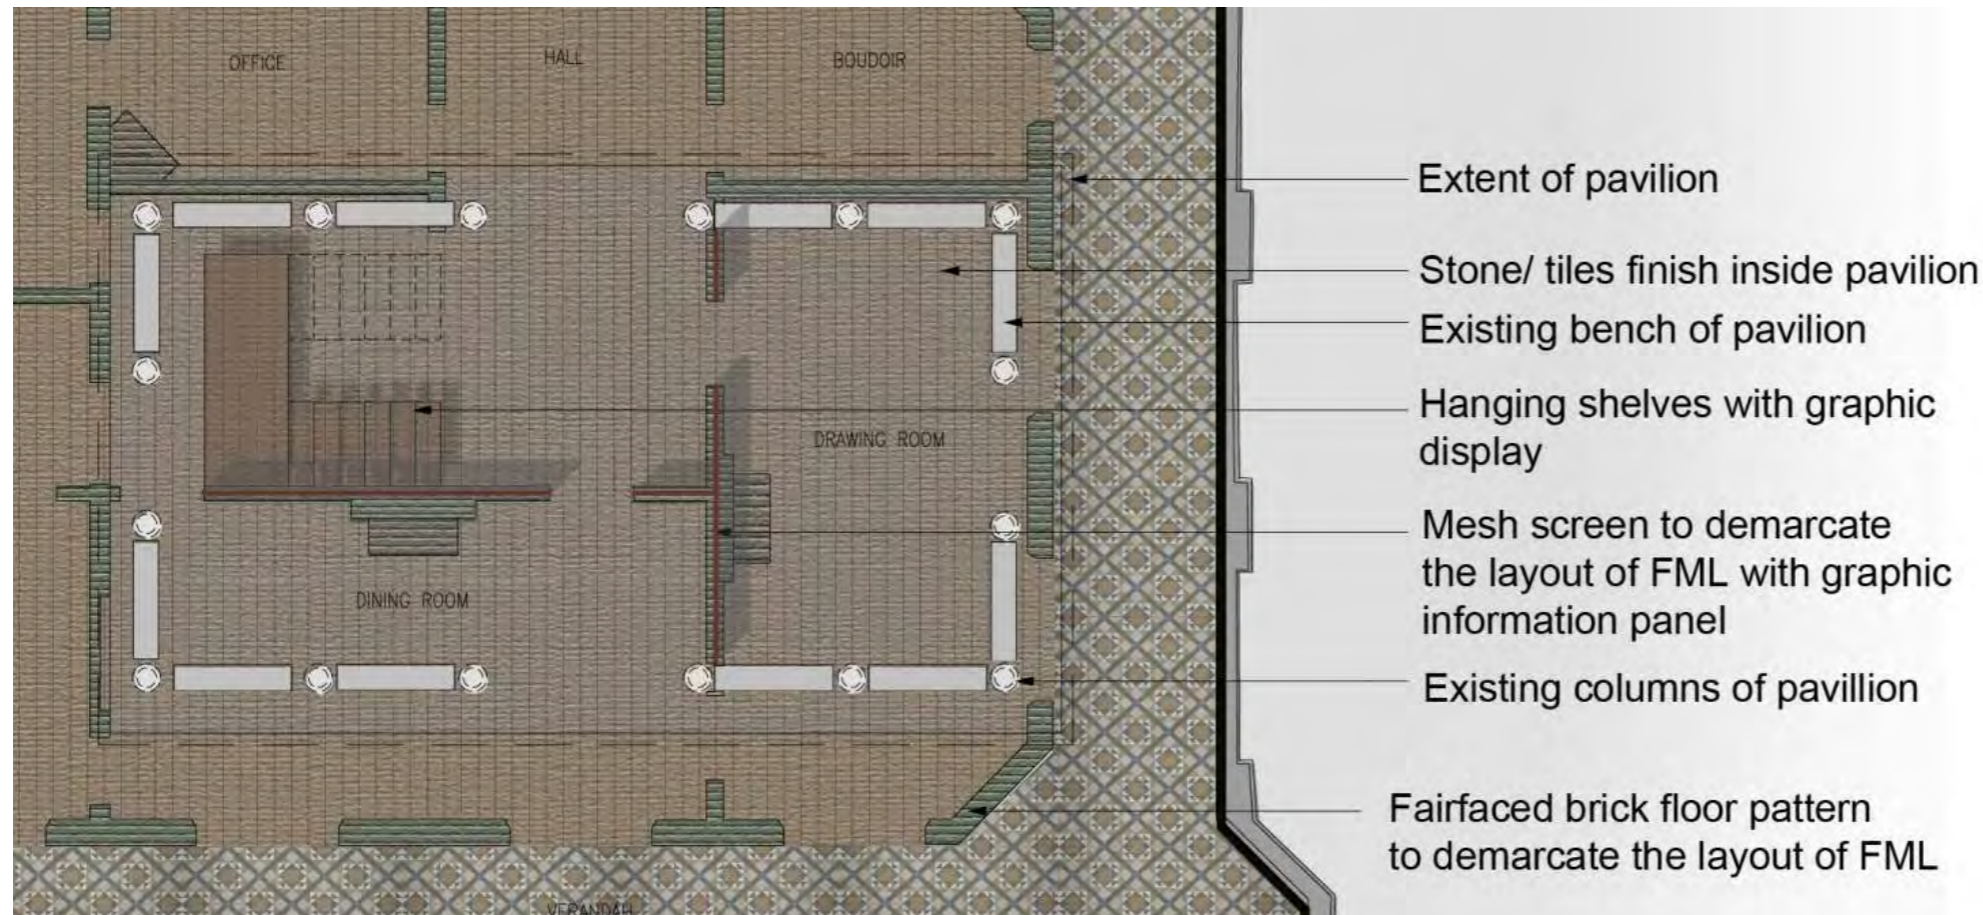 OFFICE
HALL
BOUDOIR
Extent of pavilion
Stone/ tiles finish inside pavilion
Existing bench of pavilion
Hanging shelves with graphic
display
DRAWING ROOM
Mesh screen to demarcate
the layout of FML with graphic
information panel
DINING ROOM
Existing columns of pavillion
Fairfaced brick floor pattern
to demarcate the layout of FML
VERANDAH